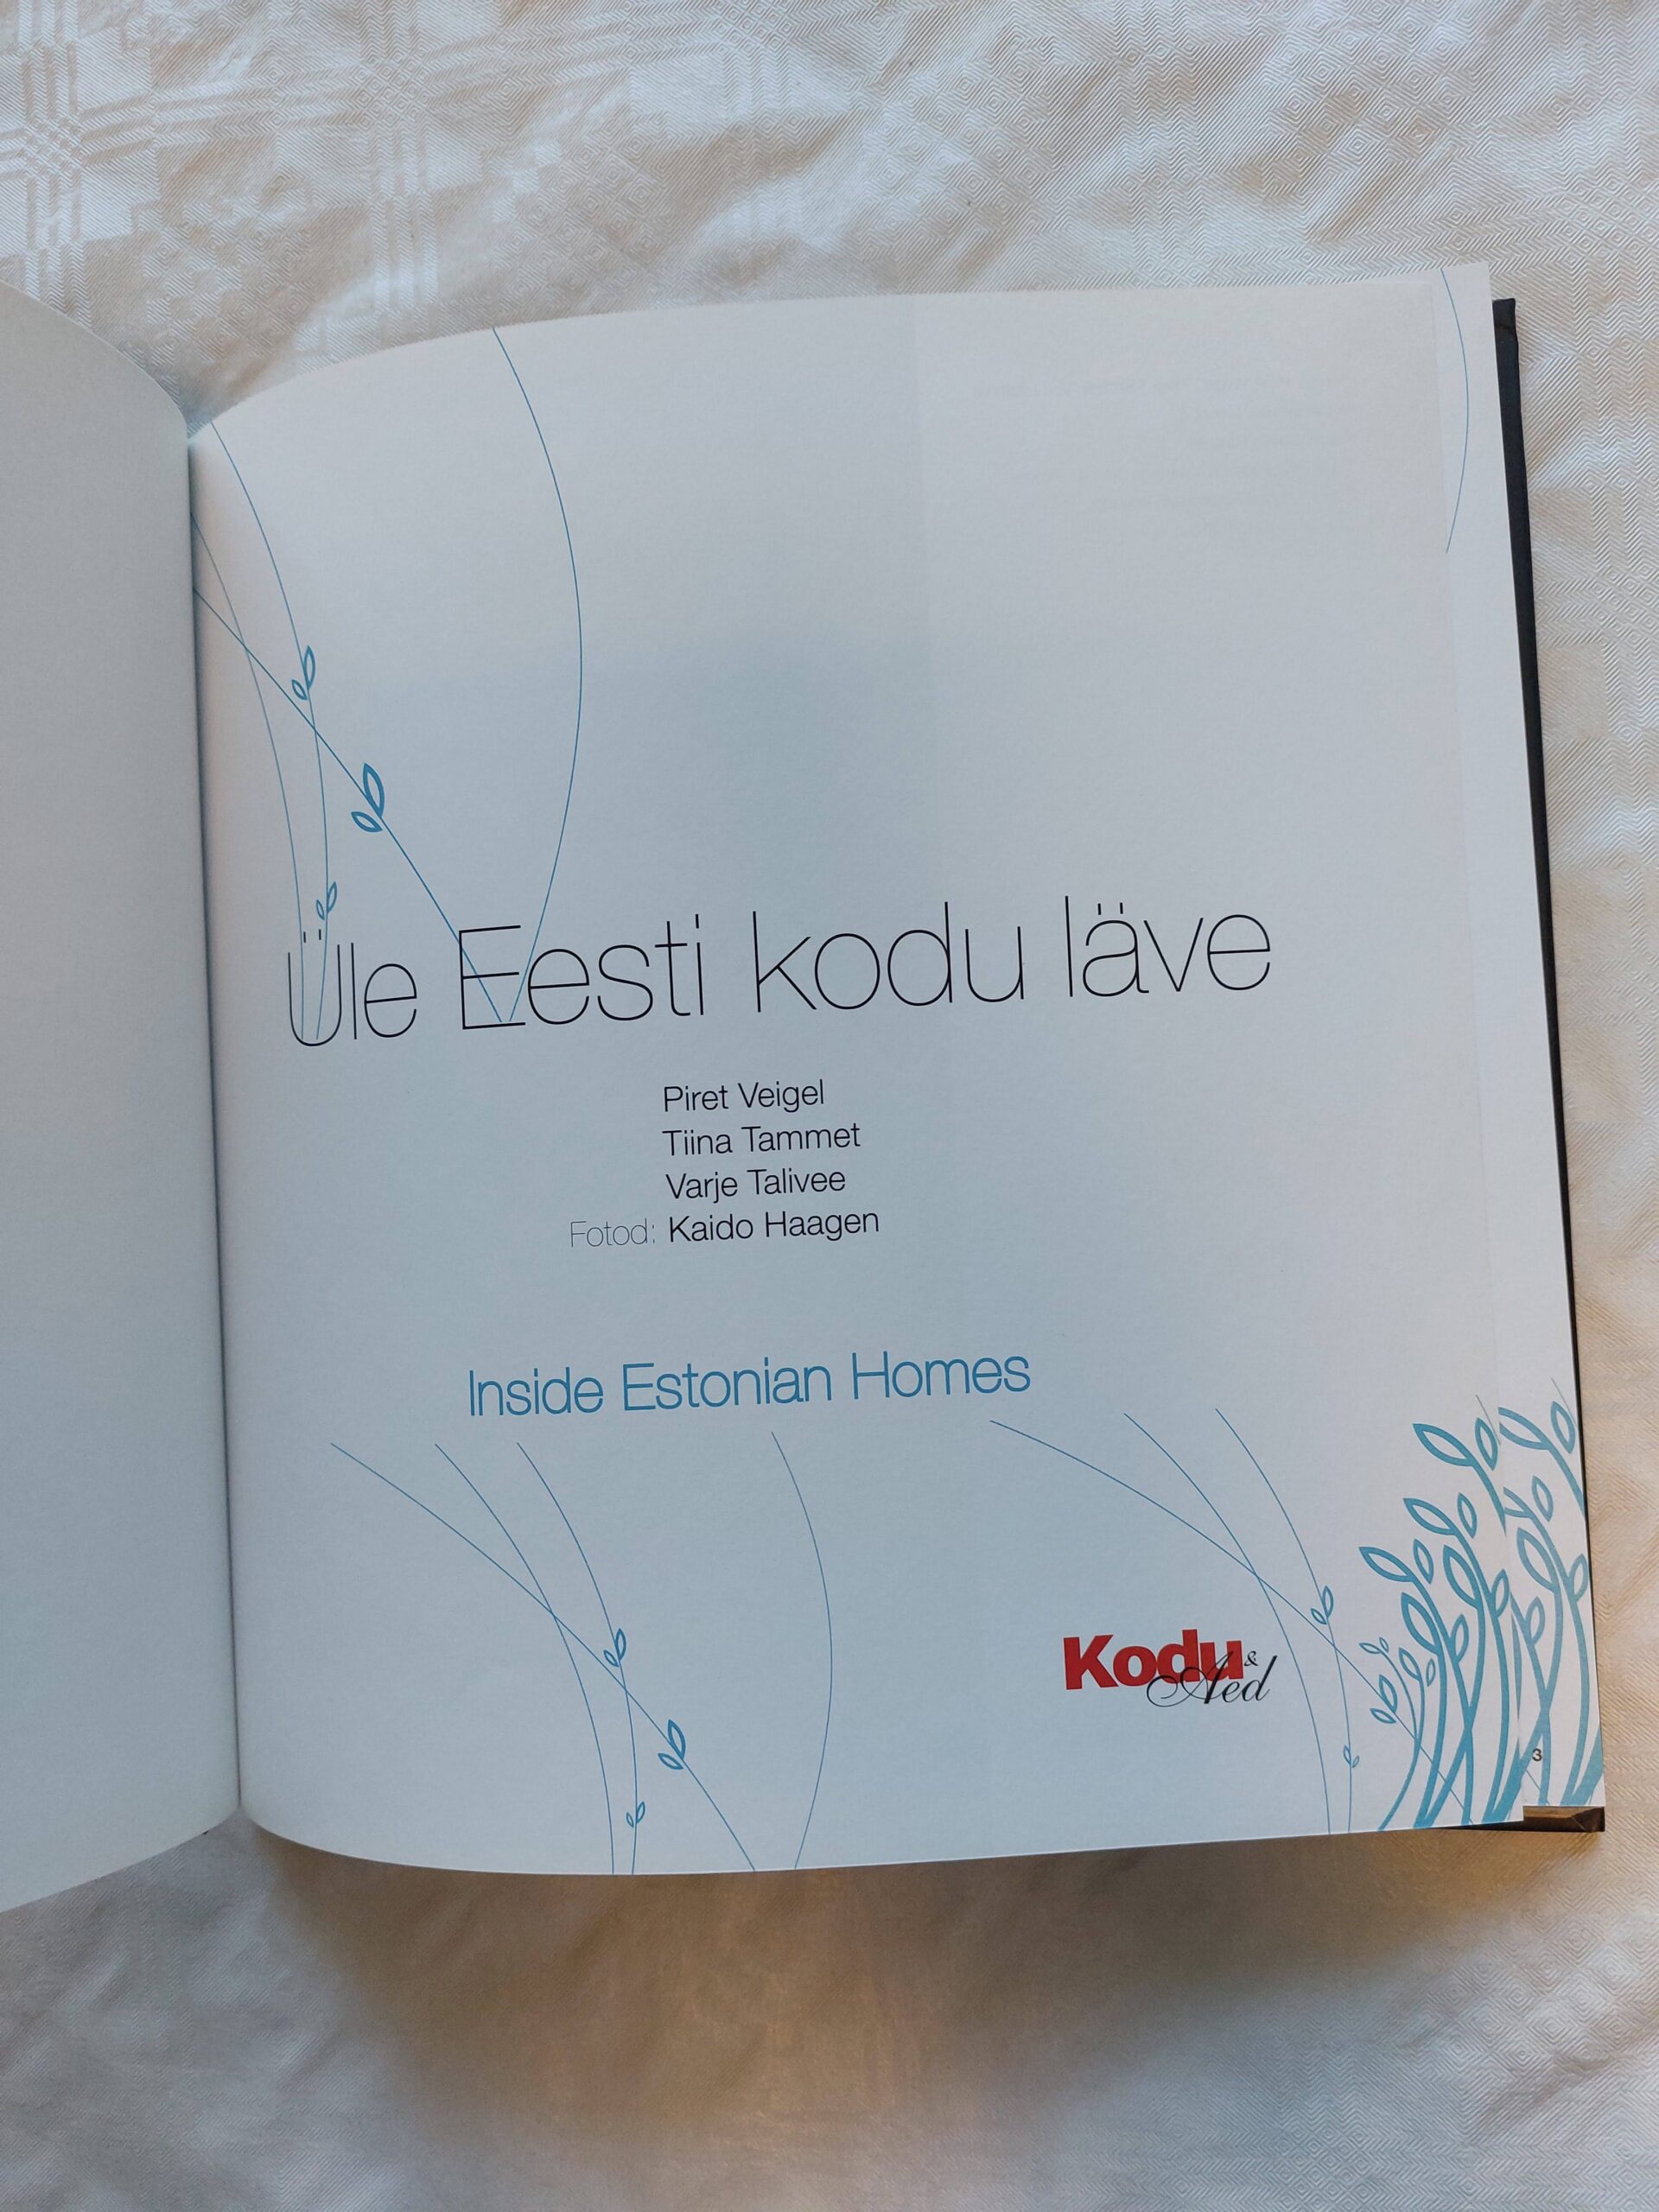 Üle Eesti kodu läve
Piret Veigel
Tiina Tammet
Varje Talivee
Fotod: Kaido Haagen
Inside Estonian Homes
Kodu & Aed
3